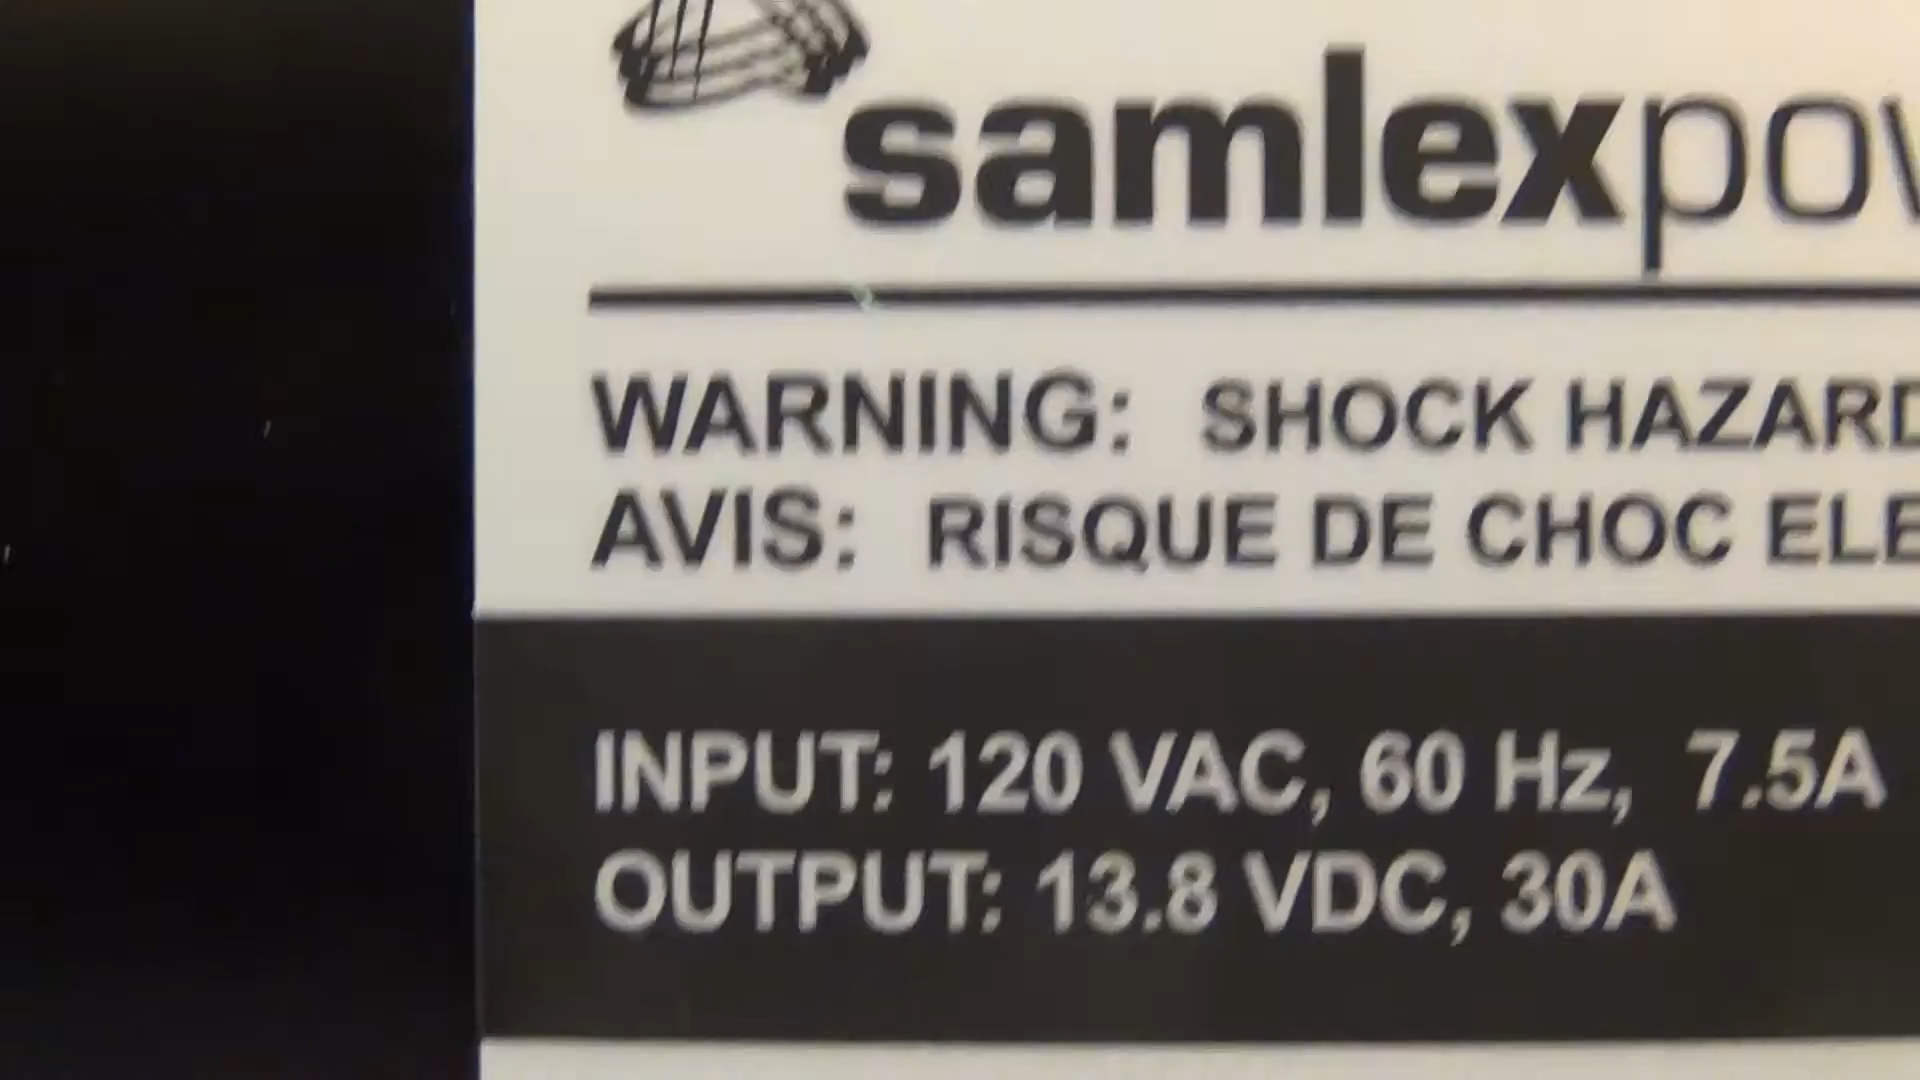 samlexpow
WARNING: SHOCK HAZARD
AVIS: RISQUE DE CHOC ELE
INPUT: 120 VAC, 60 Hz, 7.5A
OUTPUT: 13.8 VDC, 30A